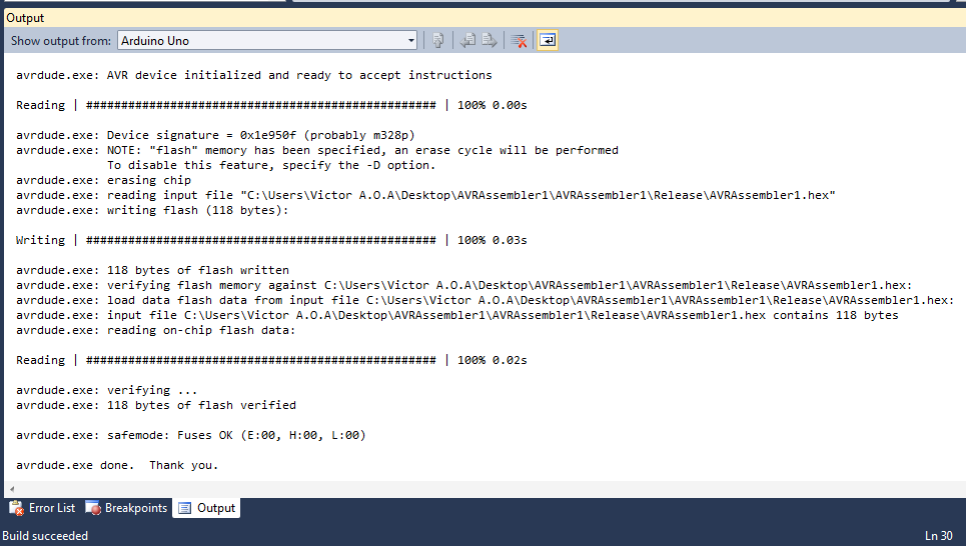 Output
Show output from: Arduino Uno
avrdude.exe: AVR device initialized and ready to accept instructions
Reading | ################################################## | 100% 0.00s
avrdude.exe: Device signature = 0x1e950f (probably m328p)
avrdude.exe: NOTE: "flash" memory has been specified, an erase cycle will be performed
To disable this feature, specify the -D option.
avrdude.exe: erasing chip
avrdude.exe: reading input file "C:\Users\Victor A.O.A\Desktop\AVRAssembler1\AVRAssembler1\Release\AVRAssembler1.hex"
avrdude.exe: writing flash (118 bytes):
Writing | ################################################## | 100% 0.03s
avrdude.exe: 118 bytes of flash written
avrdude.exe: verifying flash memory against C:\Users\Victor A.O.A\Desktop\AVRAssembler1\AVRAssembler1\Release\AVRAssembler1.hex:
avrdude.exe: load data flash data from input file C:\Users\Victor A.O.A\Desktop\AVRAssembler1\AVRAssembler1\Release\AVRAssembler1.hex:
avrdude.exe: input file C:\Users\Victor A.O.A\Desktop\AVRAssembler1\AVRAssembler1\Release\AVRAssembler1.hex contains 118 bytes
avrdude.exe: reading on-chip flash data:
Reading | ################################################## | 100% 0.02s
avrdude.exe: verifying ...
avrdude.exe: 118 bytes of flash verified
avrdude.exe: safemode: Fuses OK (E:00, H:00, L:00)
avrdude.exe done.  Thank you.
Error List Breakpoints Output
Build succeeded Ln 30